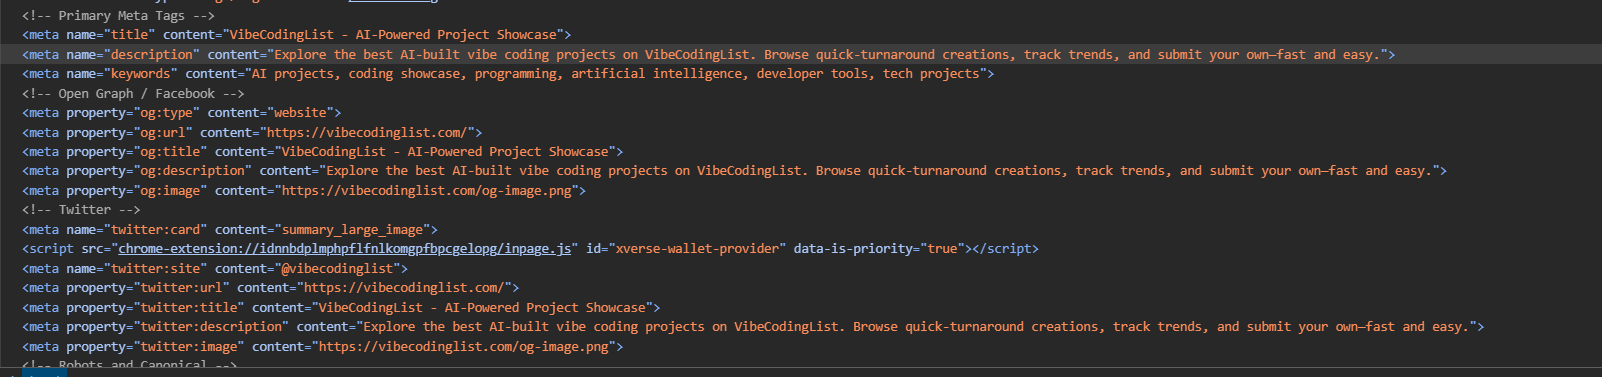 <!-- Primary Meta Tags -->
<meta name="title" content="VibeCodingList - AI-Powered Project Showcase">
<meta name="description" content="Explore the best AI-built vibe coding projects on VibeCodingList. Browse quick-turnaround creations, track trends, and submit your own—fast and easy.">
<meta name="keywords" content="AI projects, coding showcase, programming, artificial intelligence, developer tools, tech projects">
<!-- Open Graph / Facebook -->
<meta property="og:type" content="website">
<meta property="og:url" content="https://vibecodinglist.com/">
<meta property="og:title" content="VibeCodingList - AI-Powered Project Showcase">
<meta property="og:description" content="Explore the best AI-built vibe coding projects on VibeCodingList. Browse quick-turnaround creations, track trends, and submit your own—fast and easy.">
<meta property="og:image" content="https://vibecodinglist.com/og-image.png">
<!-- Twitter -->
<meta name="twitter:card" content="summary_large_image">
<script src="chrome-extension://idnnbdplmphpflfnlkomgpfbpcgelopg/inpage.js" id="xverse-wallet-provider" data-is-priority="true"></script>
<meta name="twitter:site" content="@vibecodinglist">
<meta property="twitter:url" content="https://vibecodinglist.com/">
<meta property="twitter:title" content="VibeCodingList - AI-Powered Project Showcase">
<meta property="twitter:description" content="Explore the best AI-built vibe coding projects on VibeCodingList. Browse quick-turnaround creations, track trends, and submit your own—fast and easy.">
<meta property="twitter:image" content="https://vibecodinglist.com/og-image.png">
<!-- Robots and Canonical -->